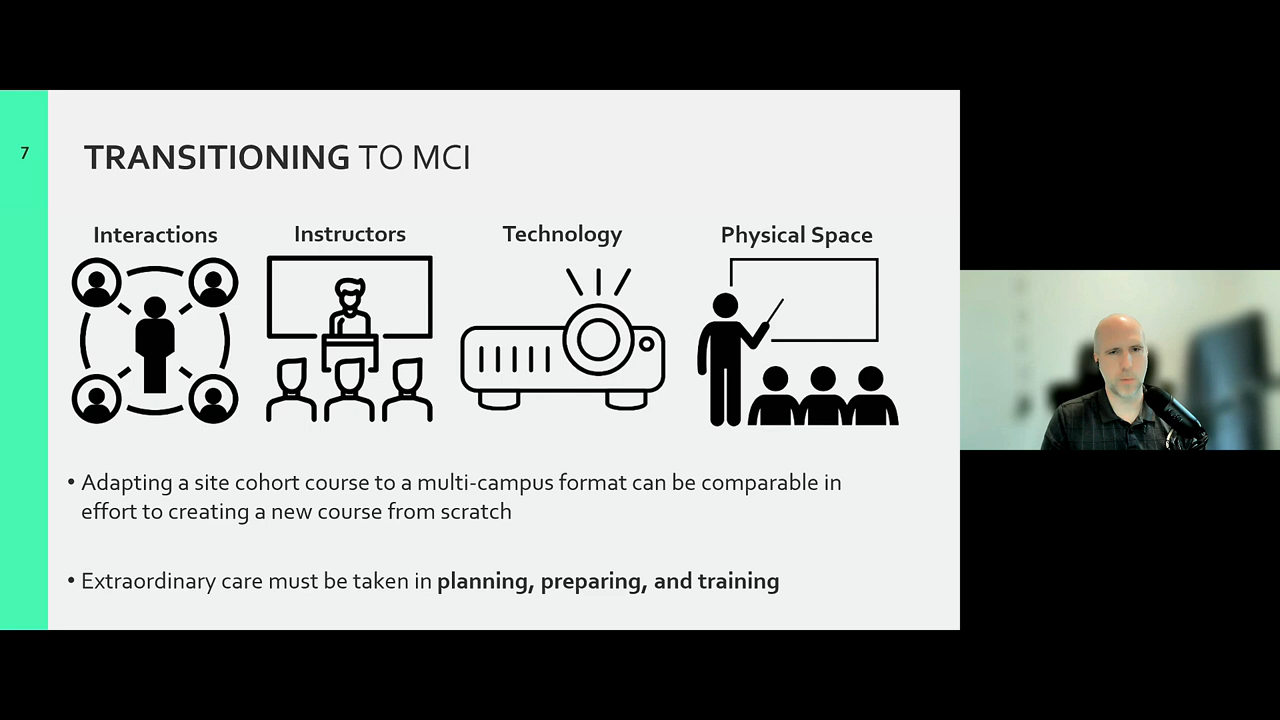 7
TRANSITIONING TO MCI
Interactions
Instructors
Technology
Physical Space
• Adapting a site cohort course to a multi-campus format can be comparable in
effort to creating a new course from scratch
• Extraordinary care must be taken in planning, preparing, and training